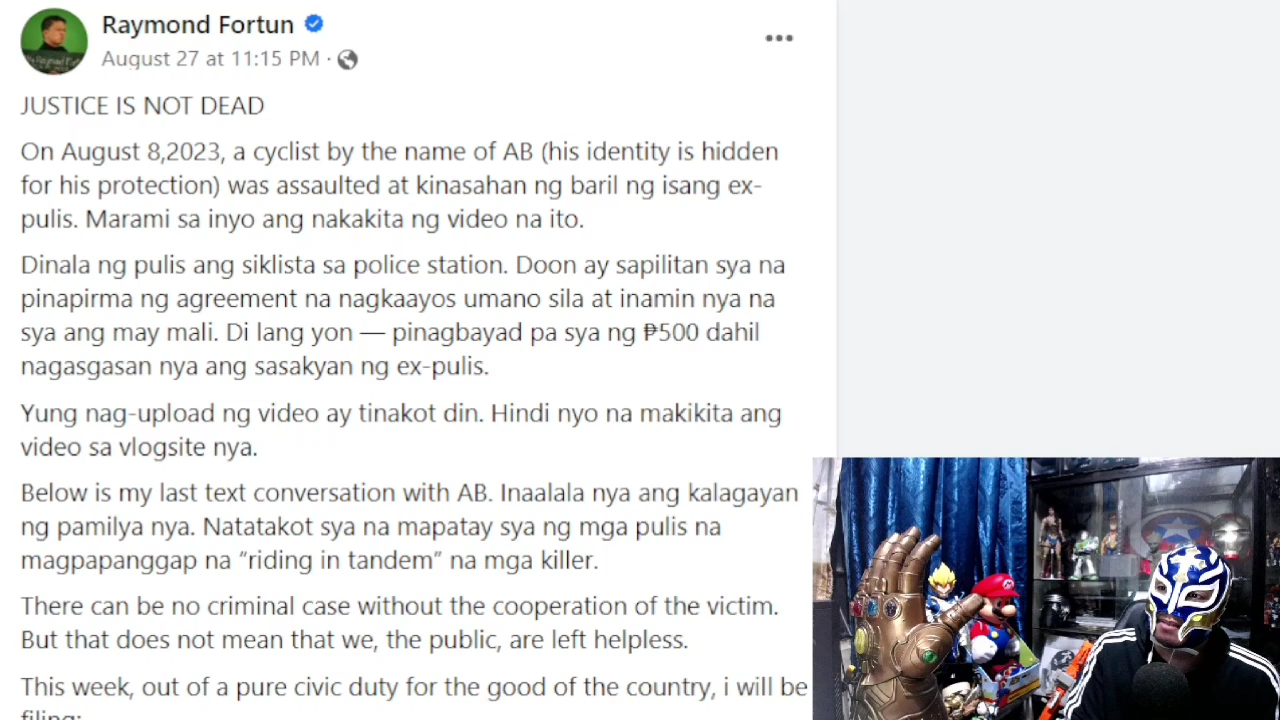 Raymond Fortun
August 27 at 11:15 PM ·
JUSTICE IS NOT DEAD
On August 8,2023, a cyclist by the name of AB (his identity is hidden
for his protection) was assaulted at kinasahan ng baril ng isang ex-
pulis. Marami sa inyo ang nakakita ng video na ito.
Dinala ng pulis ang siklista sa police station. Doon ay sapilitan sya na
pinapirma ng agreement na nagkaayos umano sila at inamin nya na
sya ang may mali. Di lang yon — pinagbayad pa sya ng ₱500 dahil
nagasgasan nya ang sasakyan ng ex-pulis.
Yung nag-upload ng video ay tinakot din. Hindi nyo na makikita ang
video sa vlogsite nya.
Below is my last text conversation with AB. Inaalala nya ang kalagayan
ng pamilya nya. Natatakot sya na mapatay sya ng mga pulis na
magpapanggap na “riding in tandem” na mga killer.
There can be no criminal case without the cooperation of the victim.
But that does not mean that we, the public, are left helpless.
This week, out of a pure civic duty for the good of the country, i will be
filing: